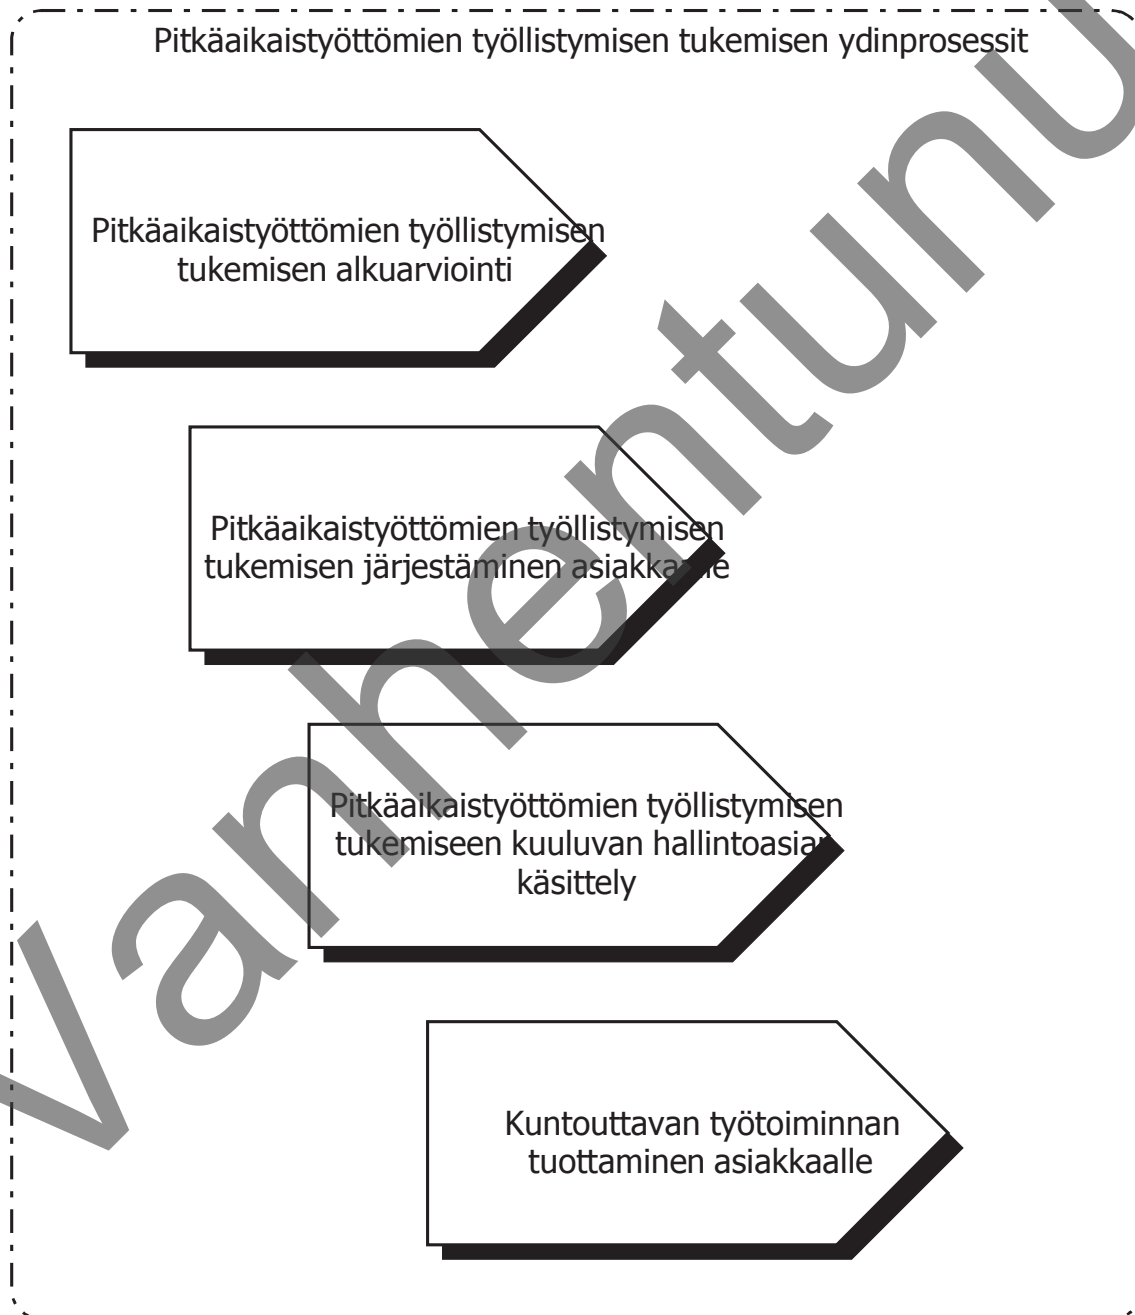 Pitkäaikaistyöttömien työllistymisen tukemisen ydinprosessit
Pitkäaikaistyöttömien työllistymisen
tukemisen alkuarviointi
Pitkäaikaistyöttömien työllistymisen
tukemisen järjestäminen asiakkaalle
Pitkäaikaistyöttömien työllistymisen
tukemiseen kuuluvan hallintoasian
käsittely
Kuntouttavan työtoiminnan
tuottaminen asiakkaalle
Vanhentunu